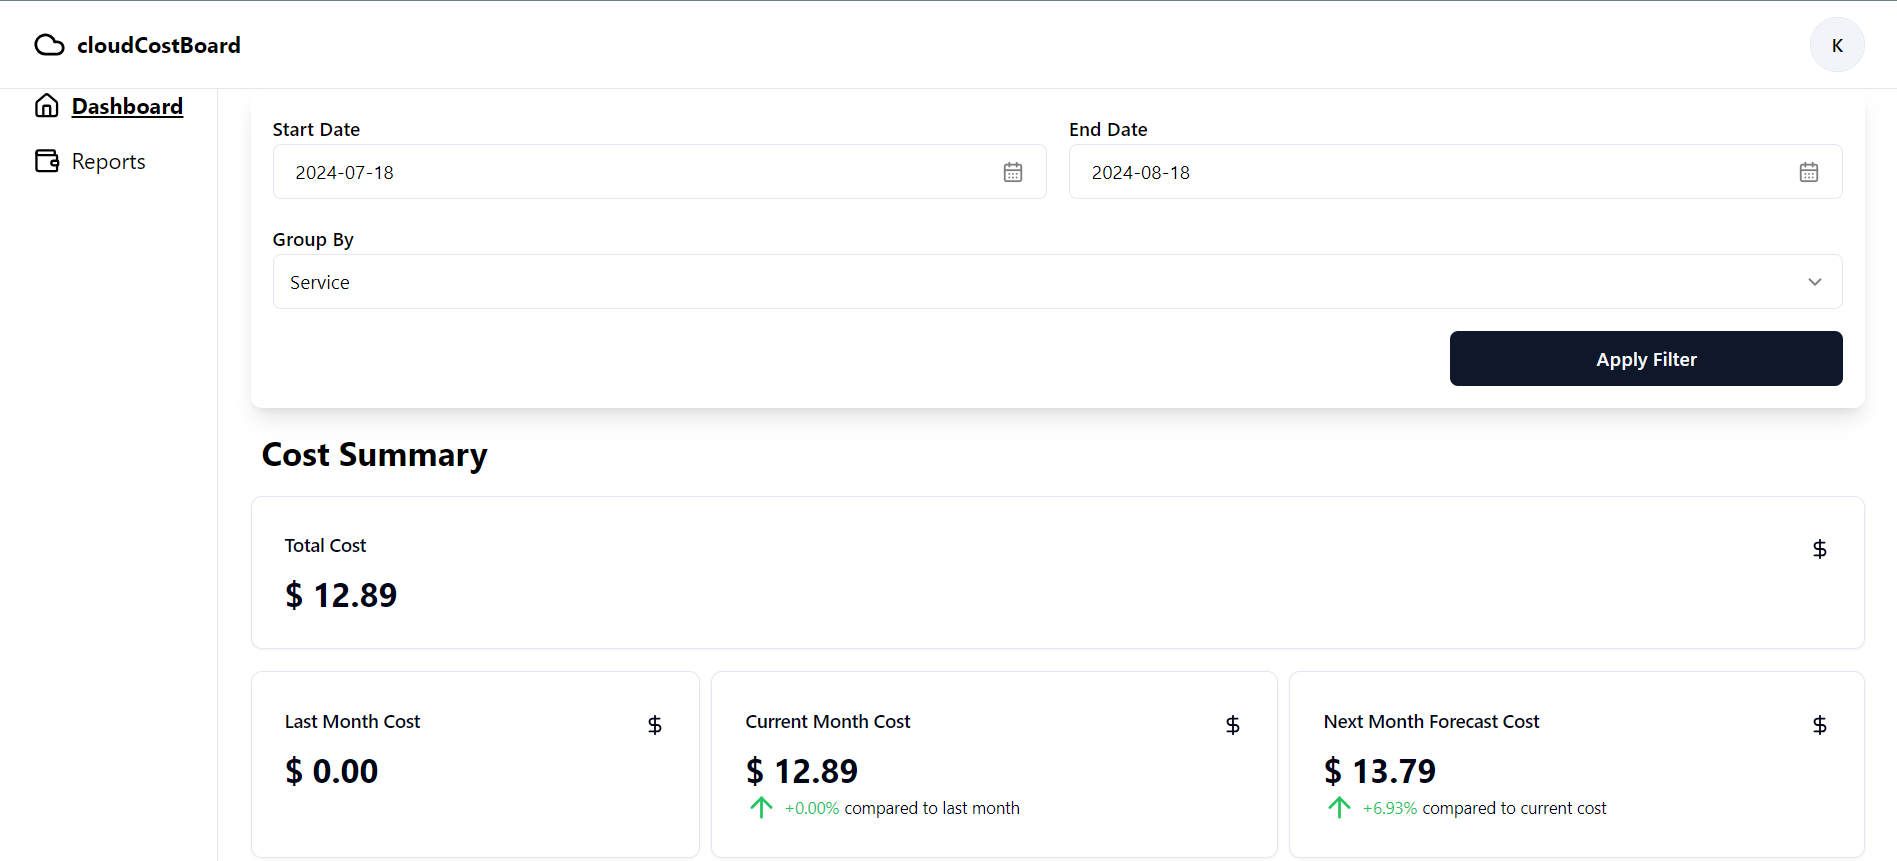 cloudCostBoard
K
Dashboard
Reports
Start Date
End Date
2024-07-18
2024-08-18
Group By
Service
Apply Filter
Cost Summary
Total Cost
$
$ 12.89
Last Month Cost
$
$ 0.00
Current Month Cost
$
$ 12.89
+0.00% compared to last month
Next Month Forecast Cost
$
$ 13.79
+6.93% compared to current cost